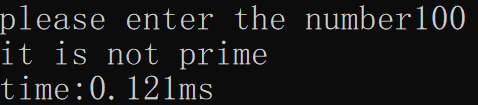 please enter the number100
it is not prime
time:0.121ms